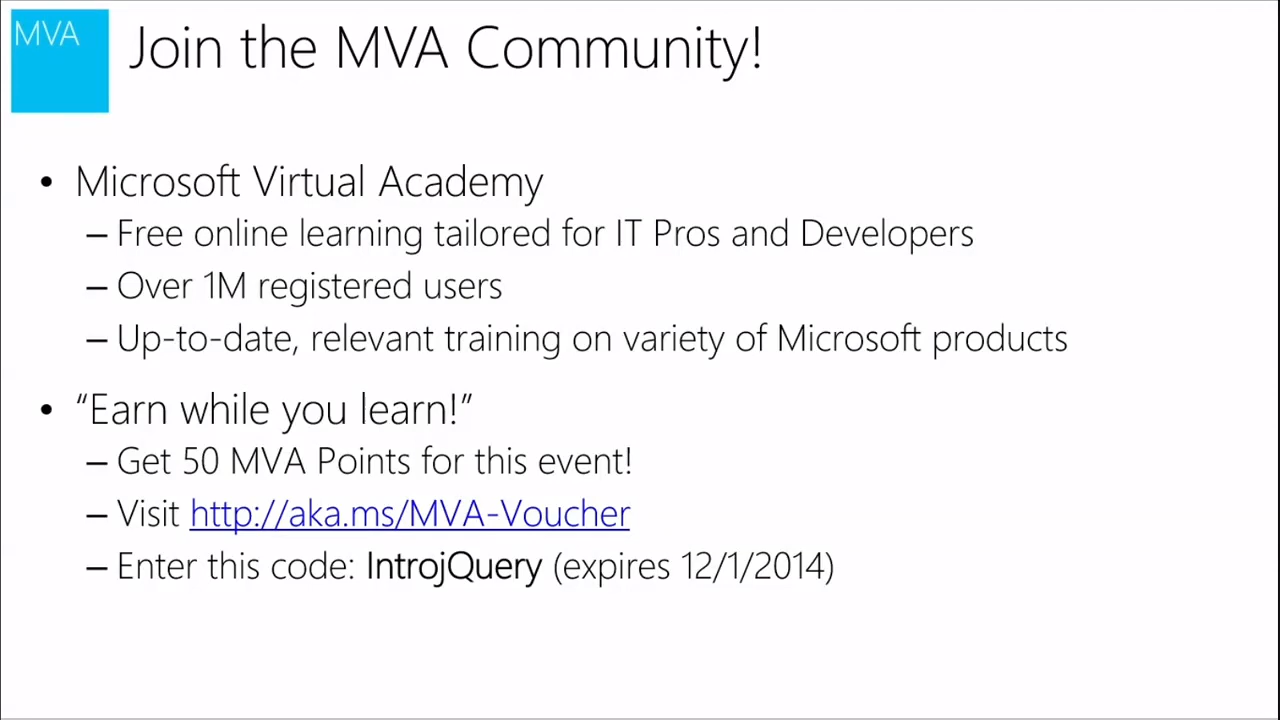 MVA
Join the MVA Community!
• Microsoft Virtual Academy
– Free online learning tailored for IT Pros and Developers
– Over 1M registered users
– Up-to-date, relevant training on variety of Microsoft products
• “Earn while you learn!”
– Get 50 MVA Points for this event!
– Visit http://aka.ms/MVA-Voucher
– Enter this code: IntrojQuery (expires 12/1/2014)